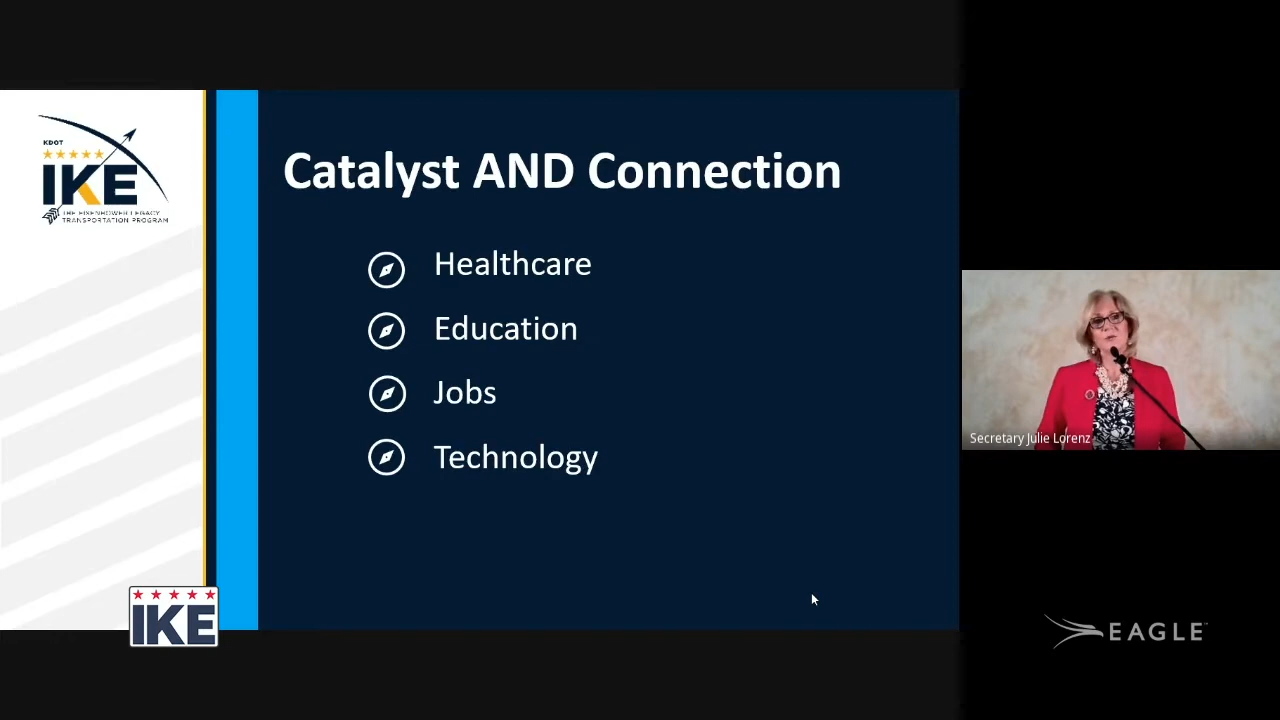 KDOT
IKE
THE EISENHOWER LEGACY
TRANSPORTATION PROGRAM
Catalyst AND Connection
Healthcare
Education
Jobs
Technology
Secretary Julie Lorenz
IKE
EAGLE